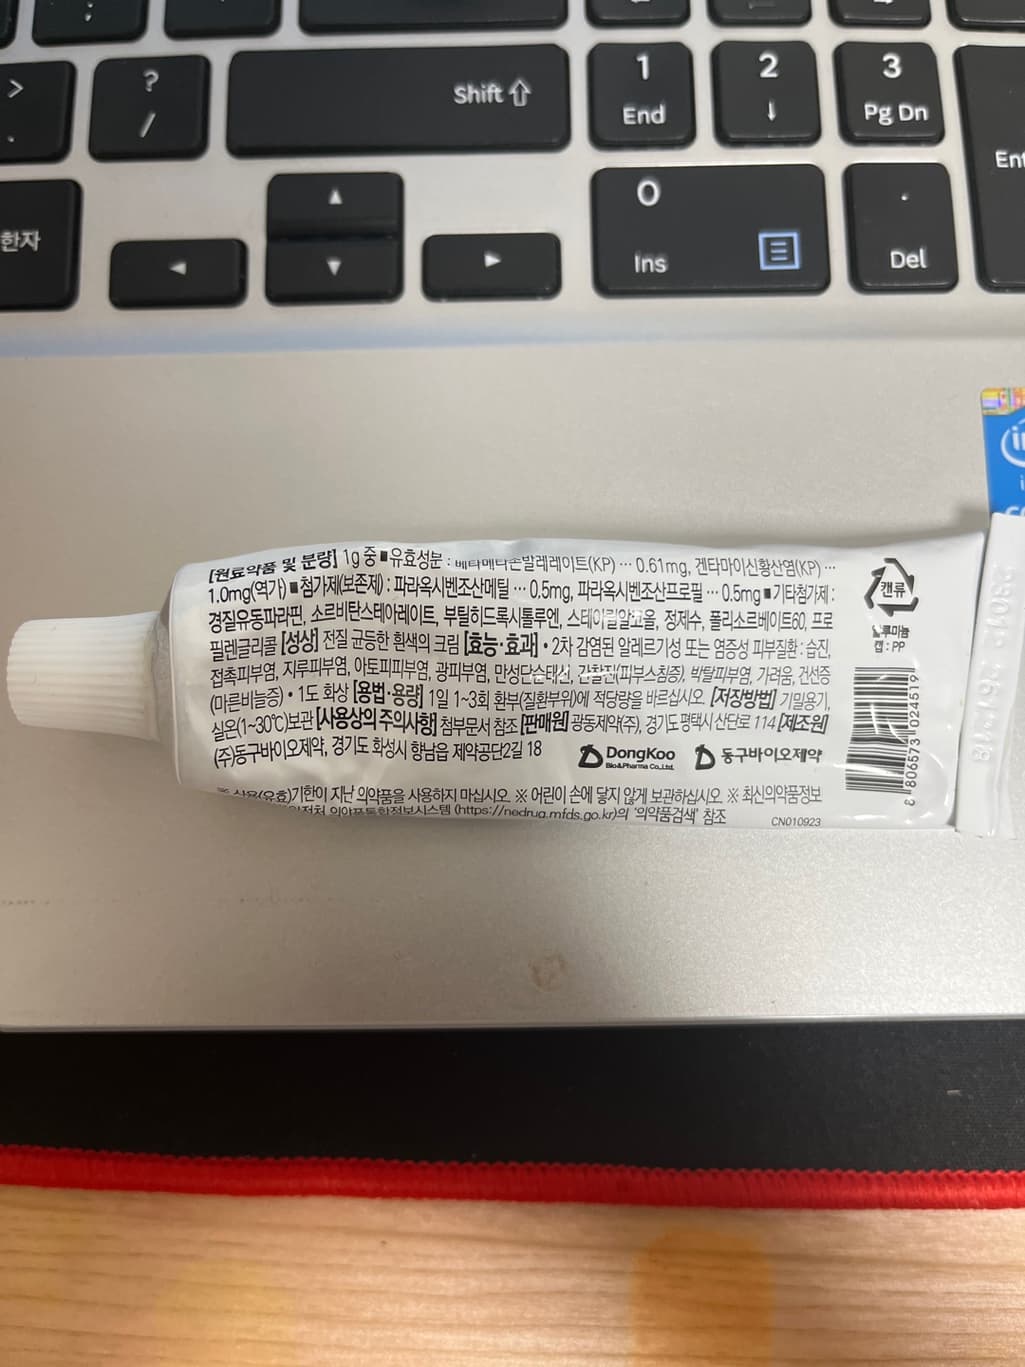 >
.
?
/
Shift
1
End
2
↓
3
Pg Dn
Ent
한자
▲
◄
▼
►
0
Ins
.
Del
[원료약품 및 분량] 1g 중 ■유효성분 : 베타메타손발레레이트(KP) … 0.61mg, 겐타마이신황산염(KP) …
1.0mg(역가) ■첨가제(보존제) : 파라옥시벤조산메틸 … 0.5mg, 파라옥시벤조산프로필 … 0.5mg ■기타첨가제 :
경질유동파라핀, 소르비탄스테아레이트, 부틸히드록시톨루엔, 스테아릴알코올, 정제수, 폴리소르베이트60, 프로
필렌글리콜 [성상] 전질 균등한 흰색의 크림 [효능·효과] • 2차 감염된 알레르기성 또는 염증성 피부질환 : 습진,
접촉피부염, 지루피부염, 아토피피부염, 광피부염, 만성단순태선, 간찰진(피부스침증), 박탈피부염, 가려움, 건선증
(마른비늘증) • 1도 화상 [용법·용량] 1일 1~3회 환부(질환부위)에 적당량을 바르십시오. [저장방법] 기밀용기,
실온(1~30℃)보관 [사용상의 주의사항] 첨부문서 참조 [판매원] 광동제약(주), 경기도 평택시 산단로 114 [제조원]
(주)동구바이오제약, 경기도 화성시 향남읍 제약공단2길 18
DongKoo
Bio&Pharma Co., Ltd.
동구바이오제약
※ 사용(유효)기한이 지난 의약품을 사용하지 마십시오. ※ 어린이 손에 닿지 않게 보관하십시오. ※ 최신의약품정보
의약품통합정보시스템 (https://nedrug.mfds.go.kr)의 '의약품검색' 참조
CN010923
캔류
알루미늄
캡 : PP
8 806573 024519